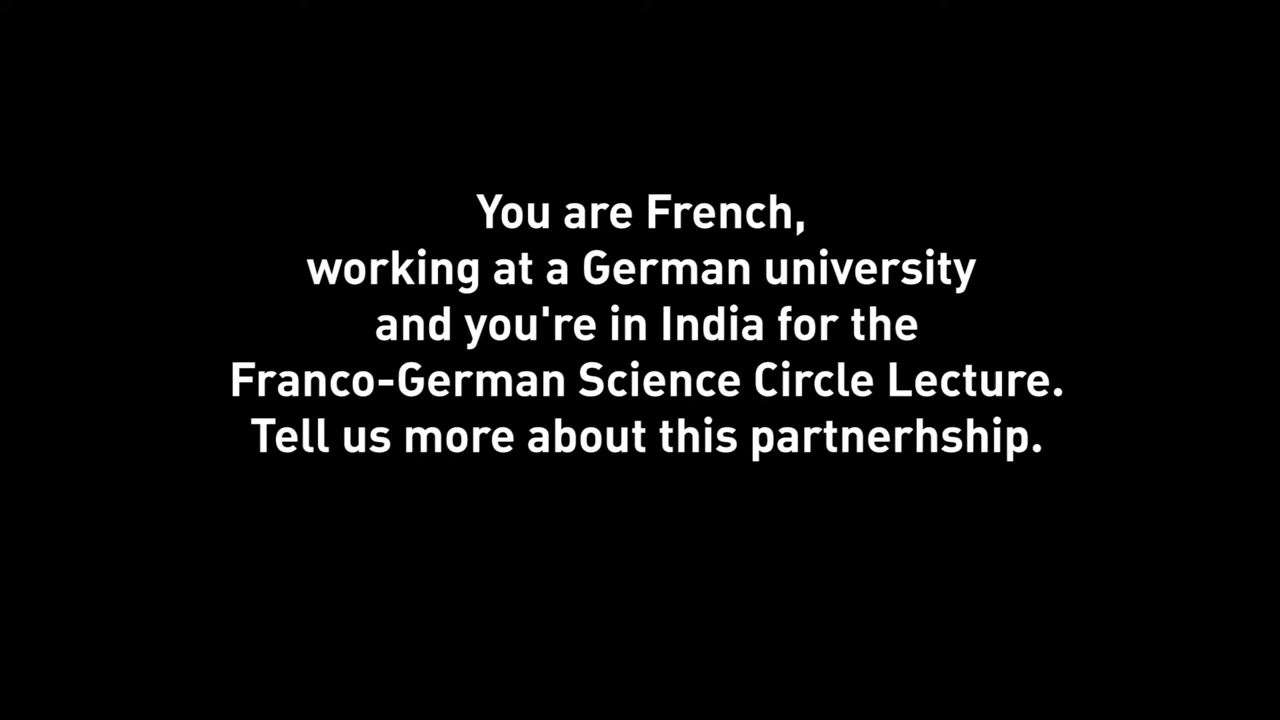 You are French,
working at a German university
and you're in India for the
Franco-German Science Circle Lecture.
Tell us more about this partnerhship.